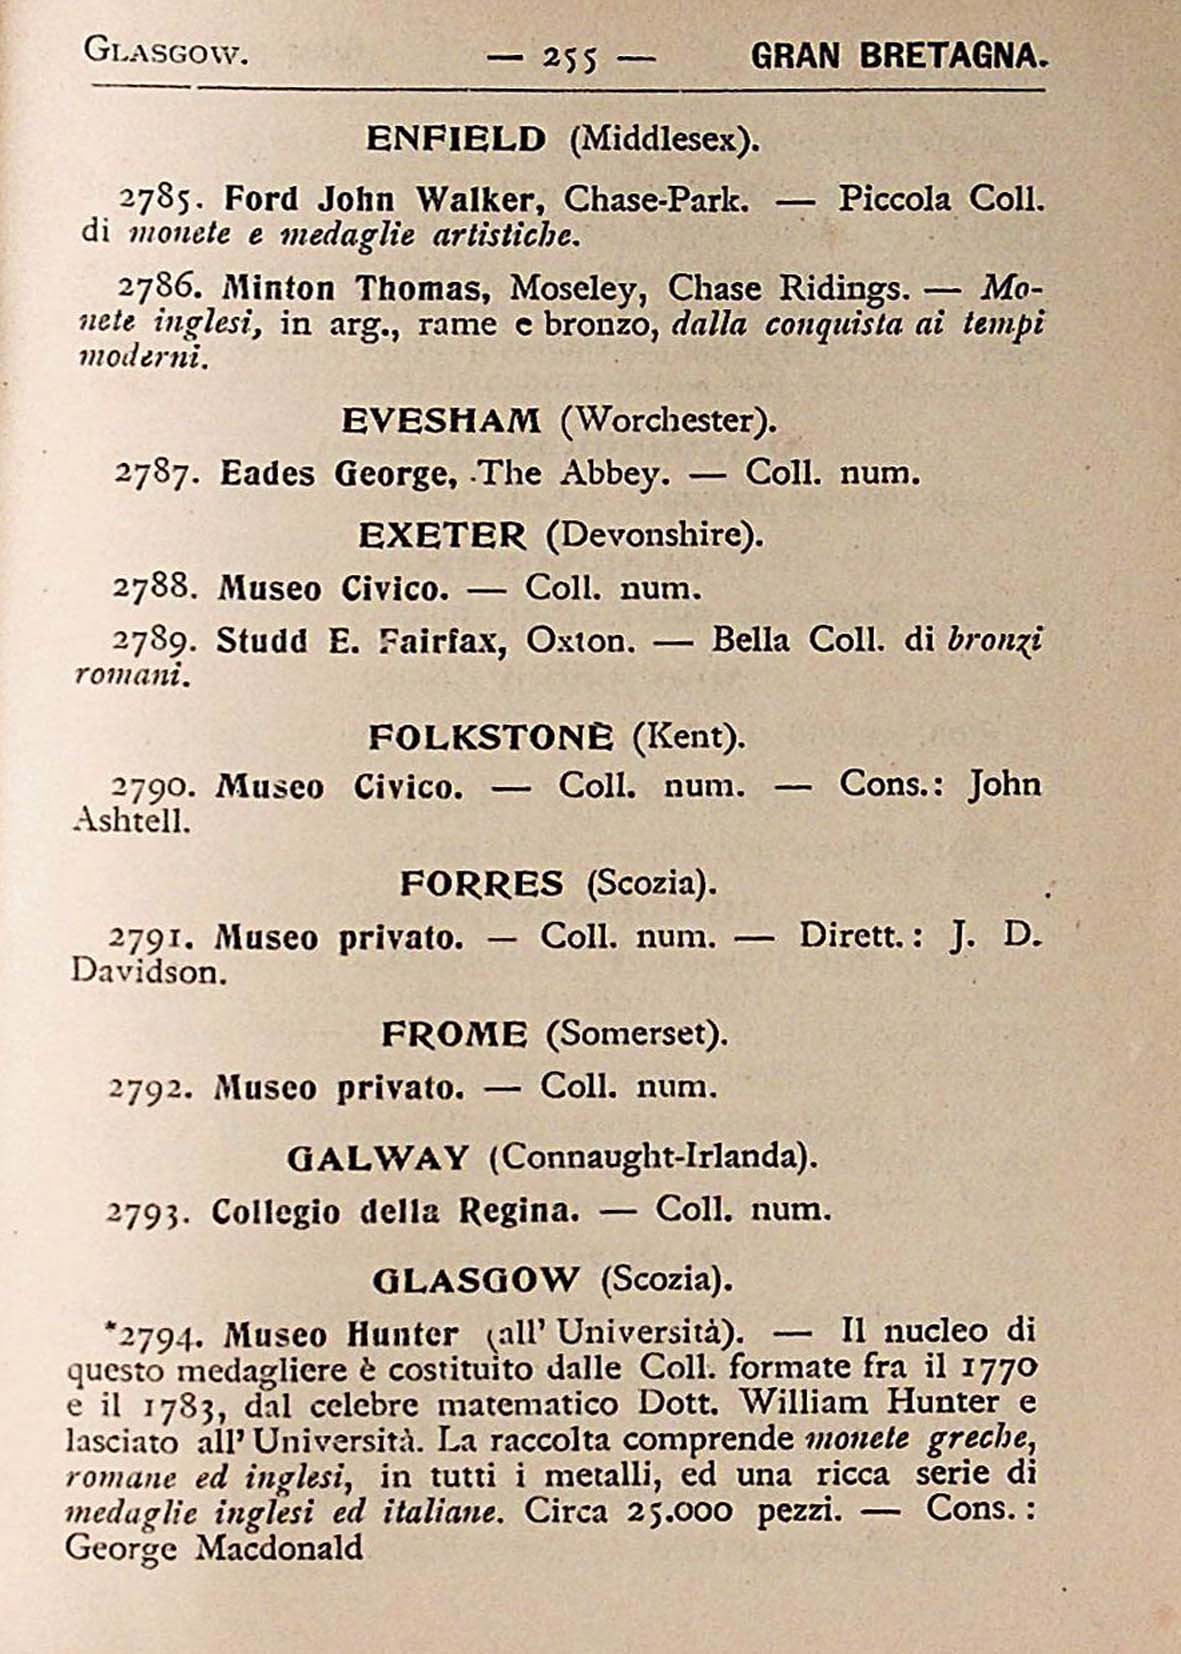 GLASGOW. — 255 — GRAN BRETAGNA.
ENFIELD (Middlesex).
2785. Ford John Walker, Chase-Park. — Piccola Coll.
di monete e medaglie artistiche.
2786. Minton Thomas, Moseley, Chase Ridings. — Mo-
nete inglesi, in arg., rame e bronzo, dalla conquista ai tempi
moderni.
EVESHAM (Worchester).
2787. Eades George, The Abbey. — Coll. num.
EXETER (Devonshire).
2788. Museo Civico. — Coll. num.
2789. Studd E. Fairfax, Oxton. — Bella Coll. di bronzi
romani.
FOLKSTONE (Kent).
2790. Museo Civico. — Coll. num. — Cons.: John
Ashtell.
FORRES (Scozia).
2791. Museo privato. — Coll. num. — Dirett.: J. D.
Davidson.
FROME (Somerset).
2792. Museo privato. — Coll. num.
GALWAY (Connaught-Irlanda).
2793. Collegio della Regina. — Coll. num.
GLASGOW (Scozia).
*2794. Museo Hunter (all' Università). — Il nucleo di
questo medagliere è costituito dalle Coll. formate fra il 1770
e il 1783, dal celebre matematico Dott. William Hunter e
lasciato all' Università. La raccolta comprende monete greche,
romane ed inglesi, in tutti i metalli, ed una ricca serie di
medaglie inglesi ed italiane. Circa 25.000 pezzi. — Cons.:
George Macdonald